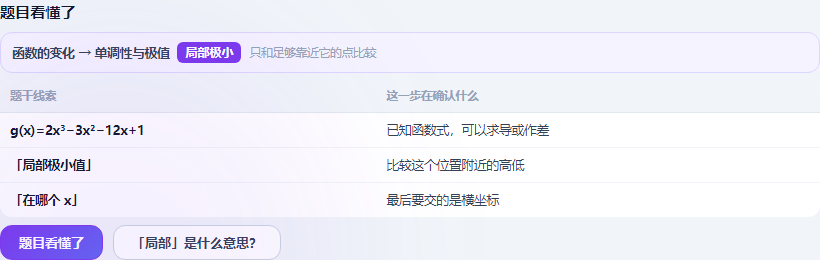 题目看懂了
函数的变化 → 单调性与极值 局部极小 只和足够靠近它的点比较
题干线索 这一步在确认什么
g(x)=2x³−3x²−12x+1 已知函数式，可以求导或作差
「局部极小值」 比较这个位置附近的高低
「在哪个 x」 最后要交的是横坐标
题目看懂了 「局部」是什么意思？